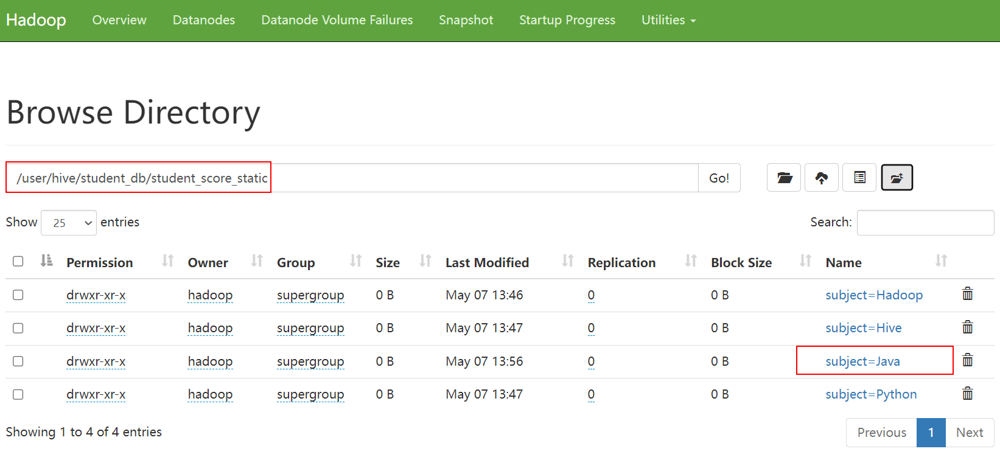 Hadoop Overview Datanodes Datanode Volume Failures Snapshot Startup Progress Utilities
Browse Directory
/user/hive/student_db/student_score_static Go!
Show 25 entries Search:
Permission Owner Group Size Last Modified Replication Block Size Name
drwxr-xr-x hadoop supergroup 0 B May 07 13:46 0 0 B subject=Hadoop
drwxr-xr-x hadoop supergroup 0 B May 07 13:47 0 0 B subject=Hive
drwxr-xr-x hadoop supergroup 0 B May 07 13:56 0 0 B subject=Java
drwxr-xr-x hadoop supergroup 0 B May 07 13:47 0 0 B subject=Python
Showing 1 to 4 of 4 entries Previous 1 Next